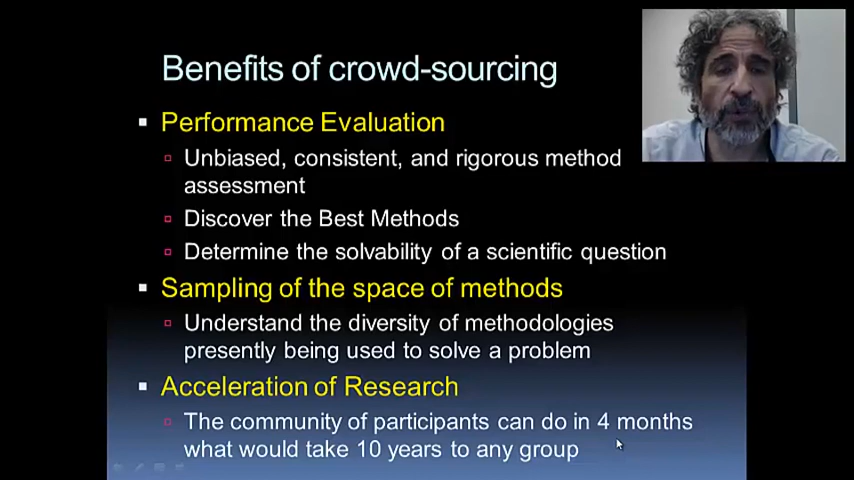 Benefits of crowd-sourcing
Performance Evaluation
Unbiased, consistent, and rigorous method
assessment
Discover the Best Methods
Determine the solvability of a scientific question
Sampling of the space of methods
Understand the diversity of methodologies
presently being used to solve a problem
Acceleration of Research
The community of participants can do in 4 months
what would take 10 years to any group